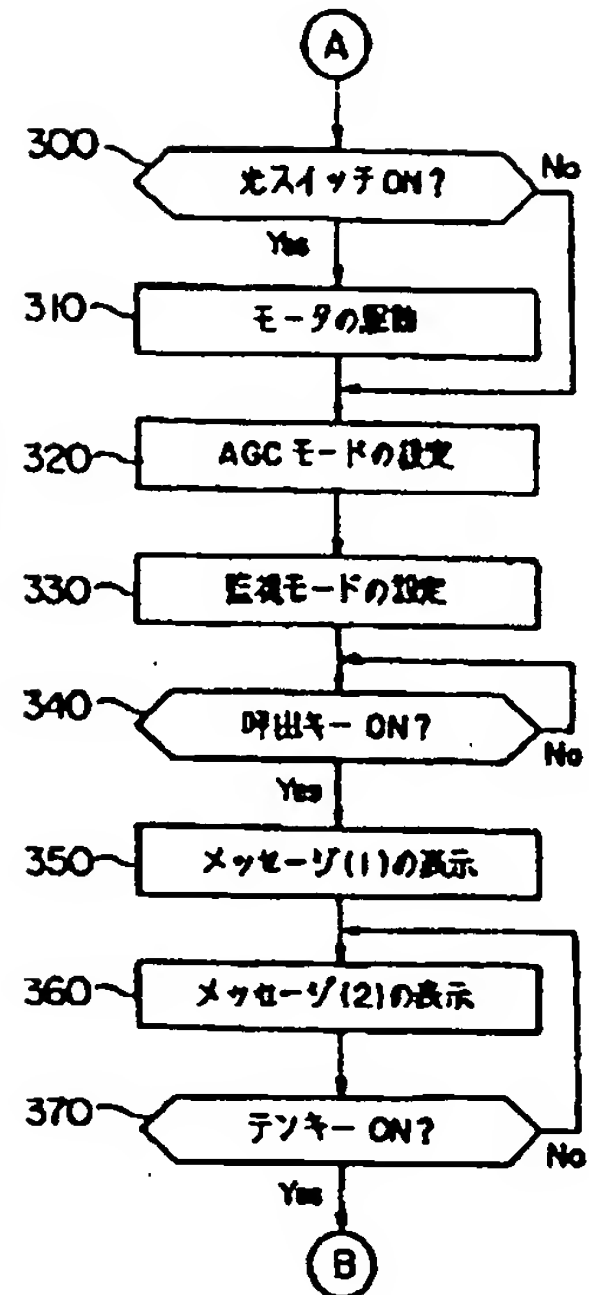 A
300
光スイッチ ON?
No
Yes
310
モータの駆動
320
AGC モードの設定
330
監視モードの設定
340
呼出キー ON?
No
Yes
350
メッセージ(1)の表示
360
メッセージ(2)の表示
370
テンキー ON?
No
Yes
B